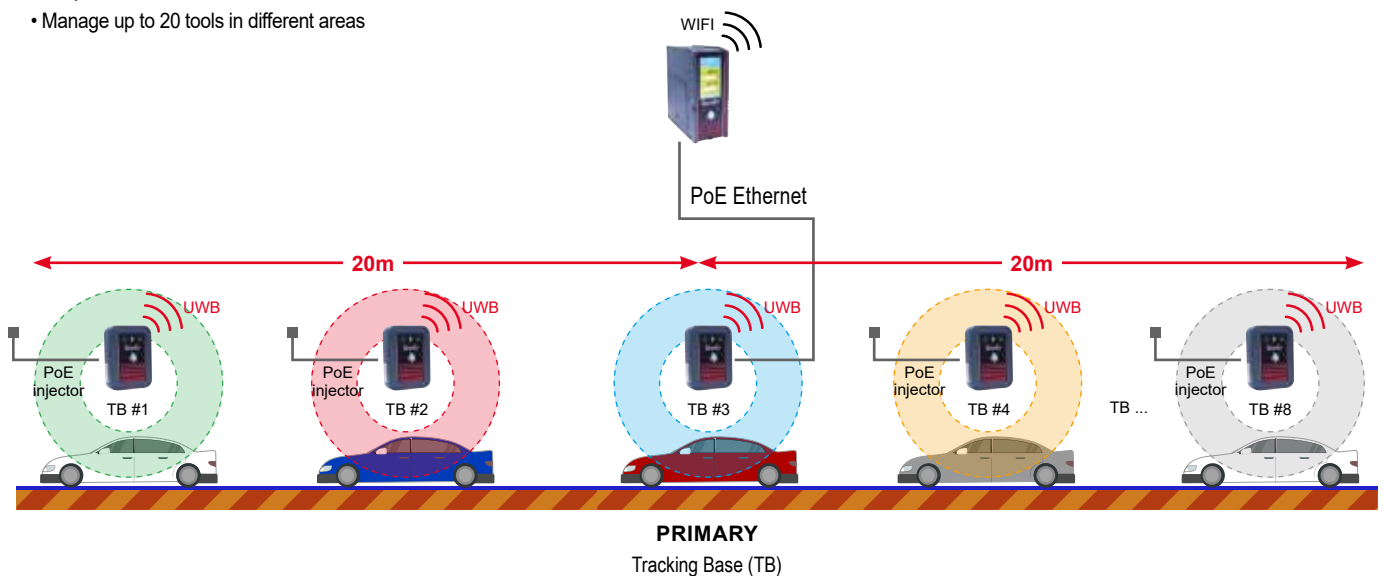 • Manage up to 20 tools in different areas
WIFI
PoE Ethernet
20m
20m
UWB
UWB
UWB
UWB
UWB
PoE
injector
TB #1
PoE
injector
TB #2
TB #3
PoE
injector
TB #4
TB ...
PoE
injector
TB #8
PRIMARY
Tracking Base (TB)